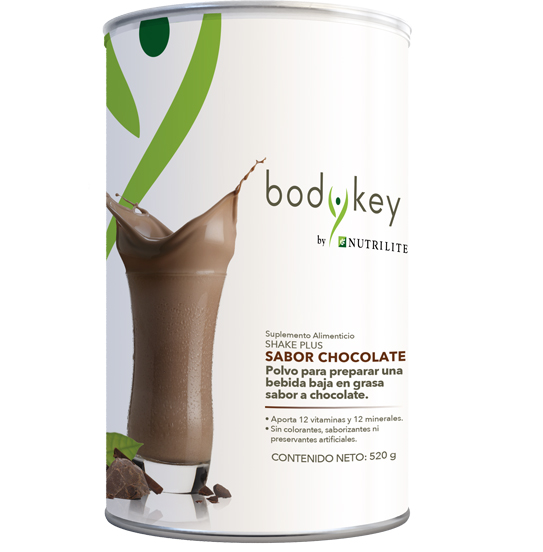 bodykey
by NUTRILITE
Suplemento Alimenticio
SHAKE PLUS
SABOR CHOCOLATE
Polvo para preparar una
bebida baja en grasa
sabor a chocolate.
• Aporta 12 vitaminas y 12 minerales.
• Sin colorantes, saborizantes ni
preservantes artificiales.
CONTENIDO NETO: 520 g